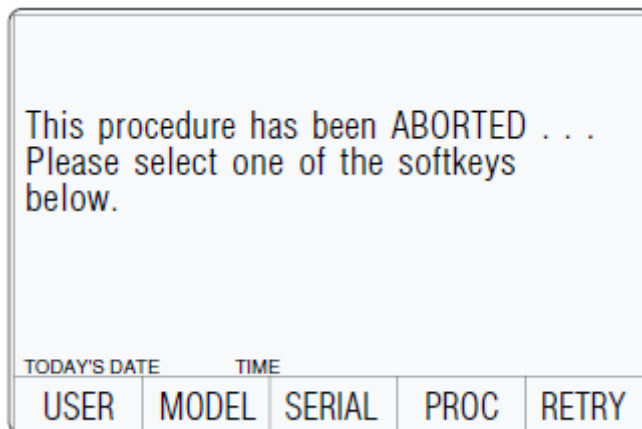 This procedure has been ABORTED . . .
Please select one of the softkeys
below.
TODAY'S DATE TIME
USER MODEL SERIAL PROC RETRY